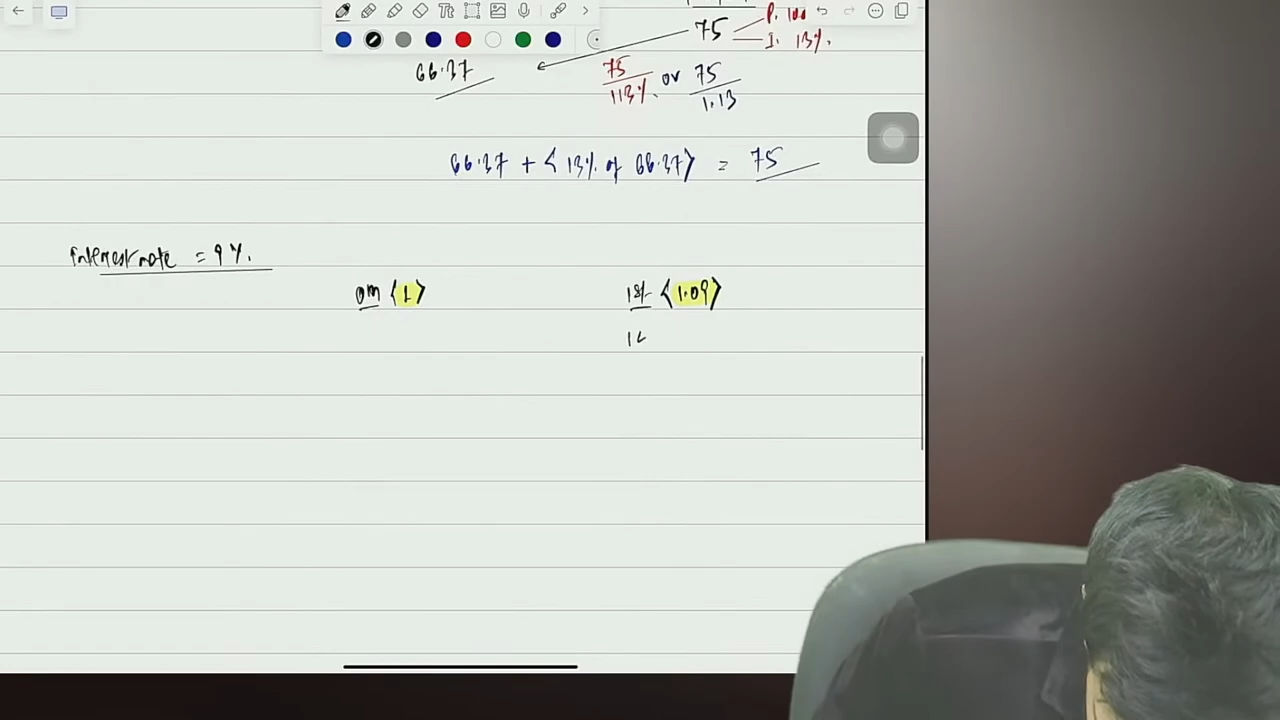 75 P. 100
I. 13%.
66.37 75/113% or 75/1.13
66.37 + < 13% of 66.37 > = 75
Interest rate = 9%.
0th < 1 > 1st < 1.09 >